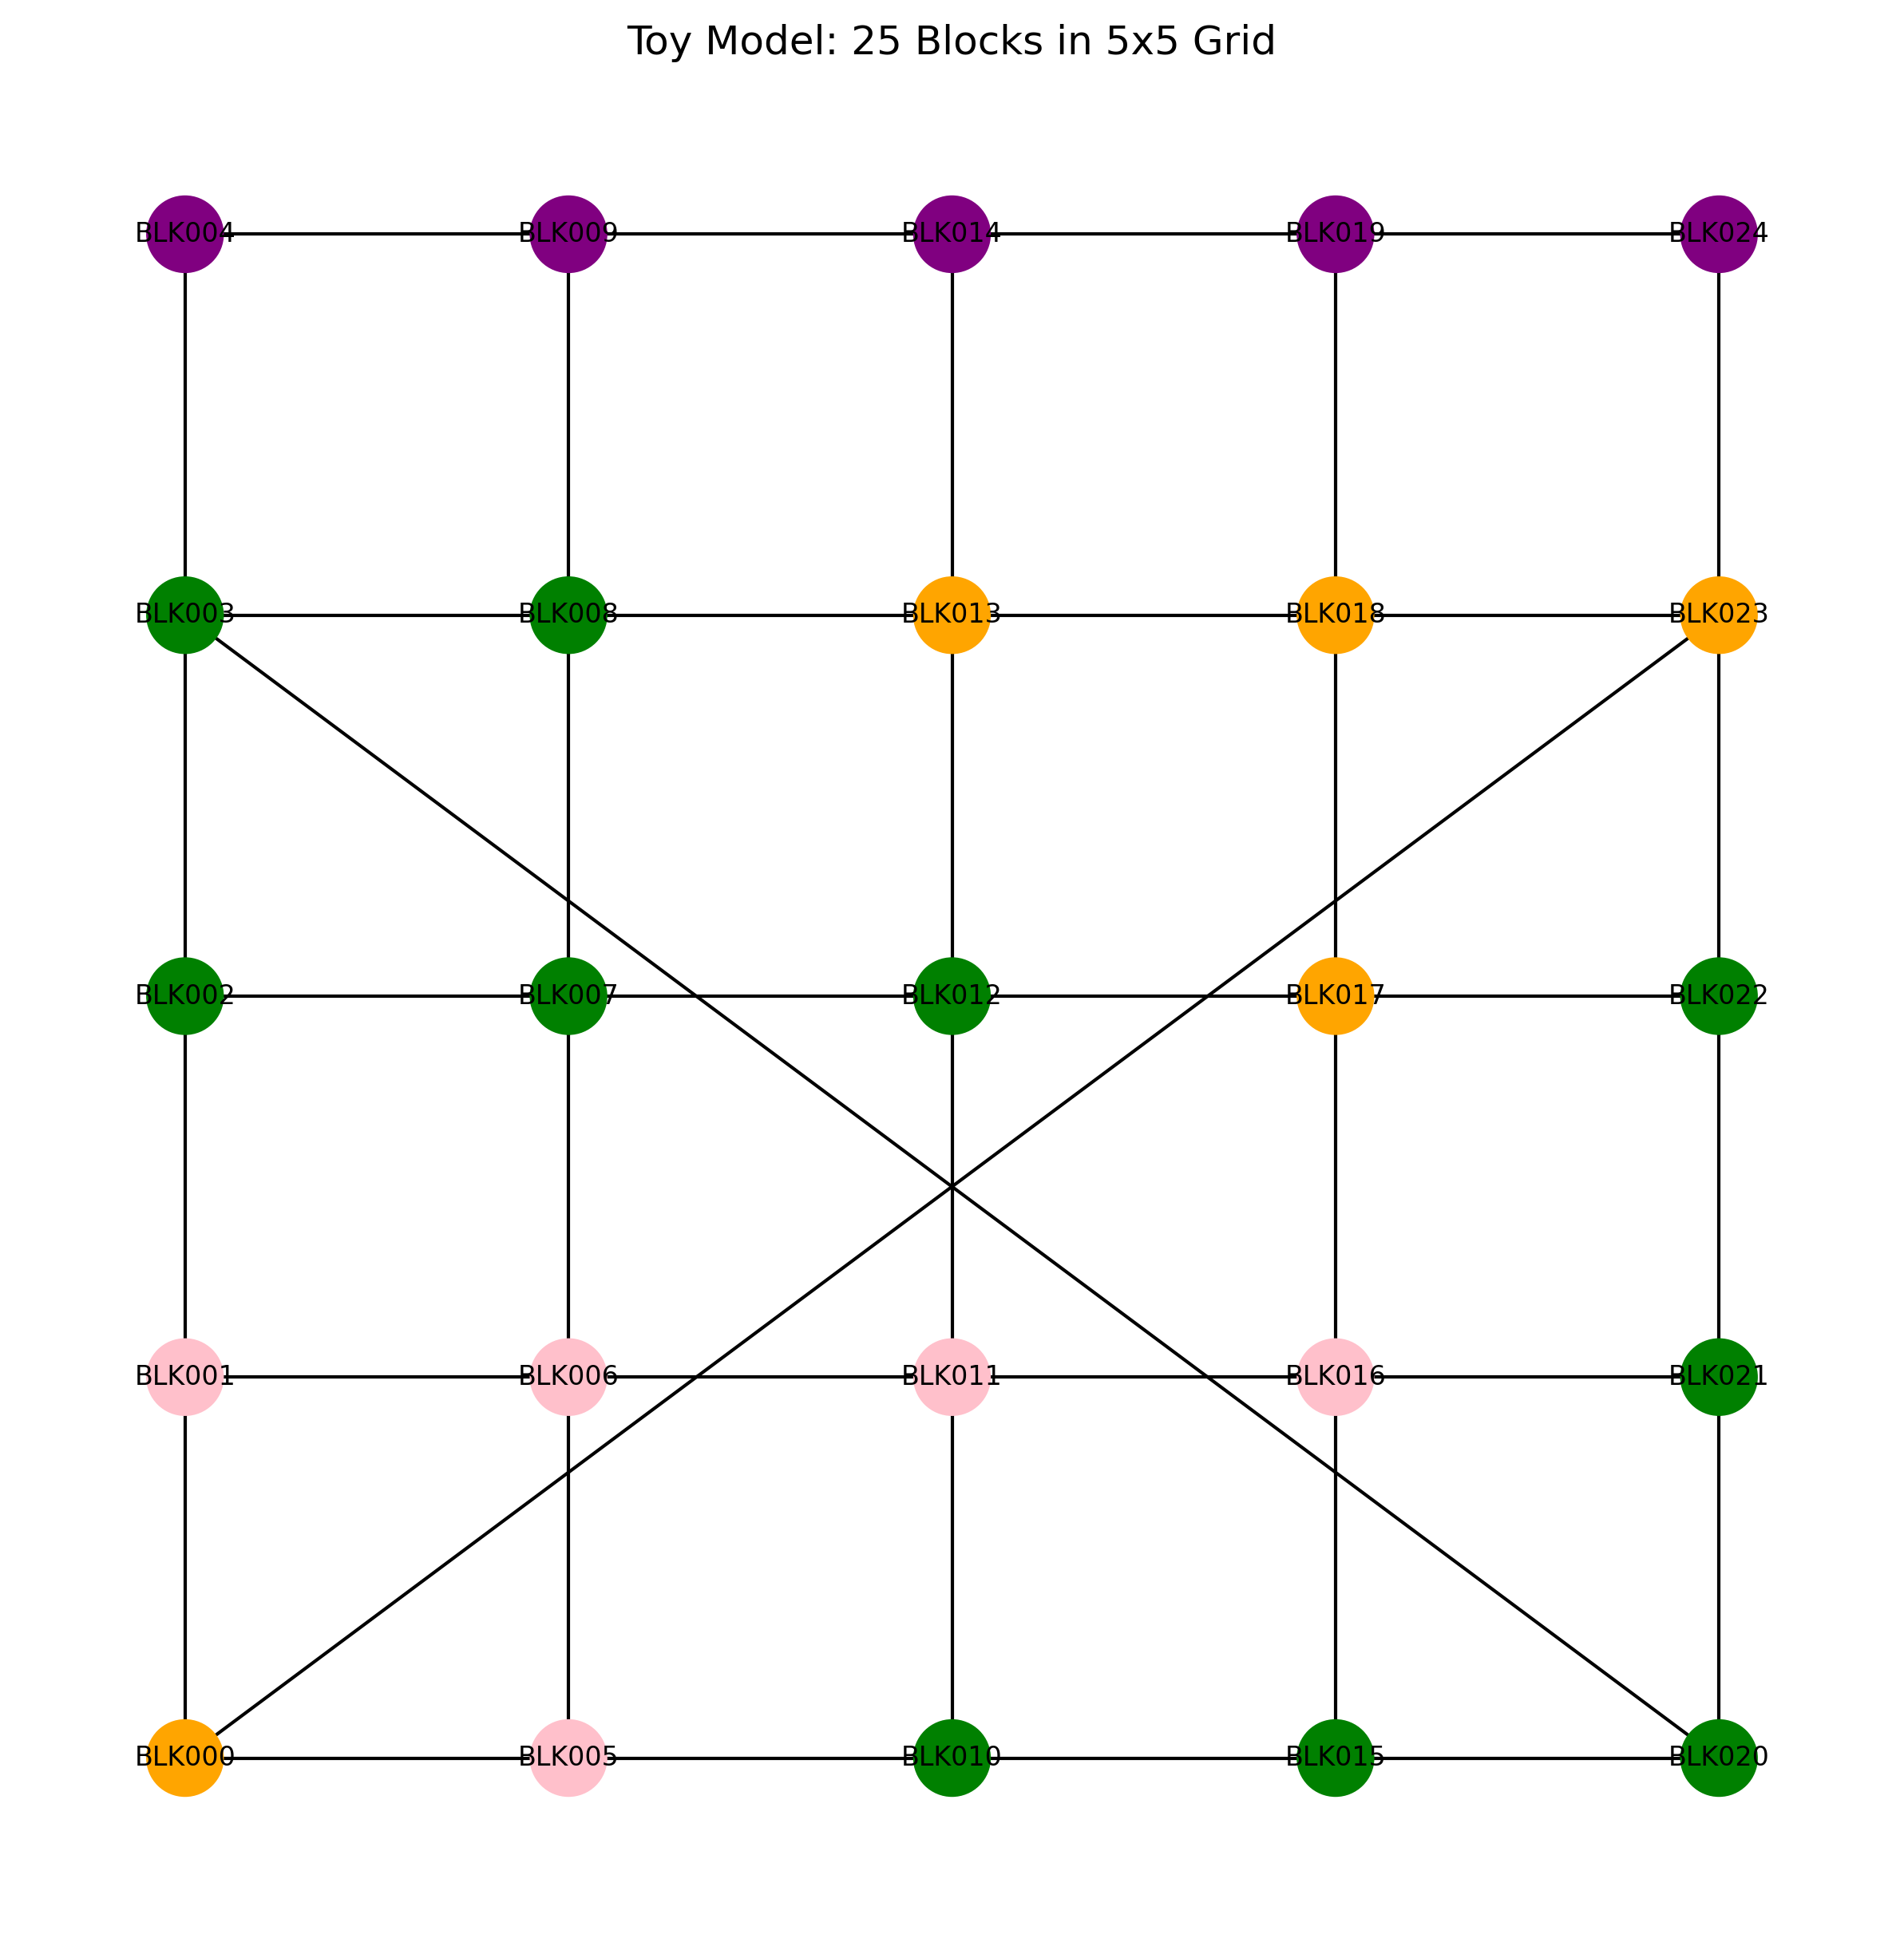 Toy Model: 25 Blocks in 5x5 Grid
BLK004 BLK009 BLK014 BLK019 BLK024
BLK003 BLK008 BLK013 BLK018 BLK023
BLK002 BLK007 BLK012 BLK017 BLK022
BLK001 BLK006 BLK011 BLK016 BLK021
BLK000 BLK005 BLK010 BLK015 BLK020